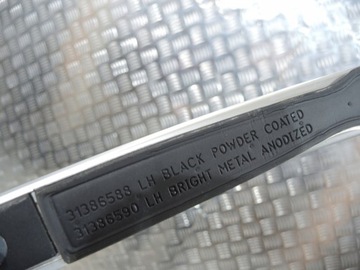 31386588 LH BLACK POWDER COATED
31386590 LH BRIGHT METAL ANODIZED